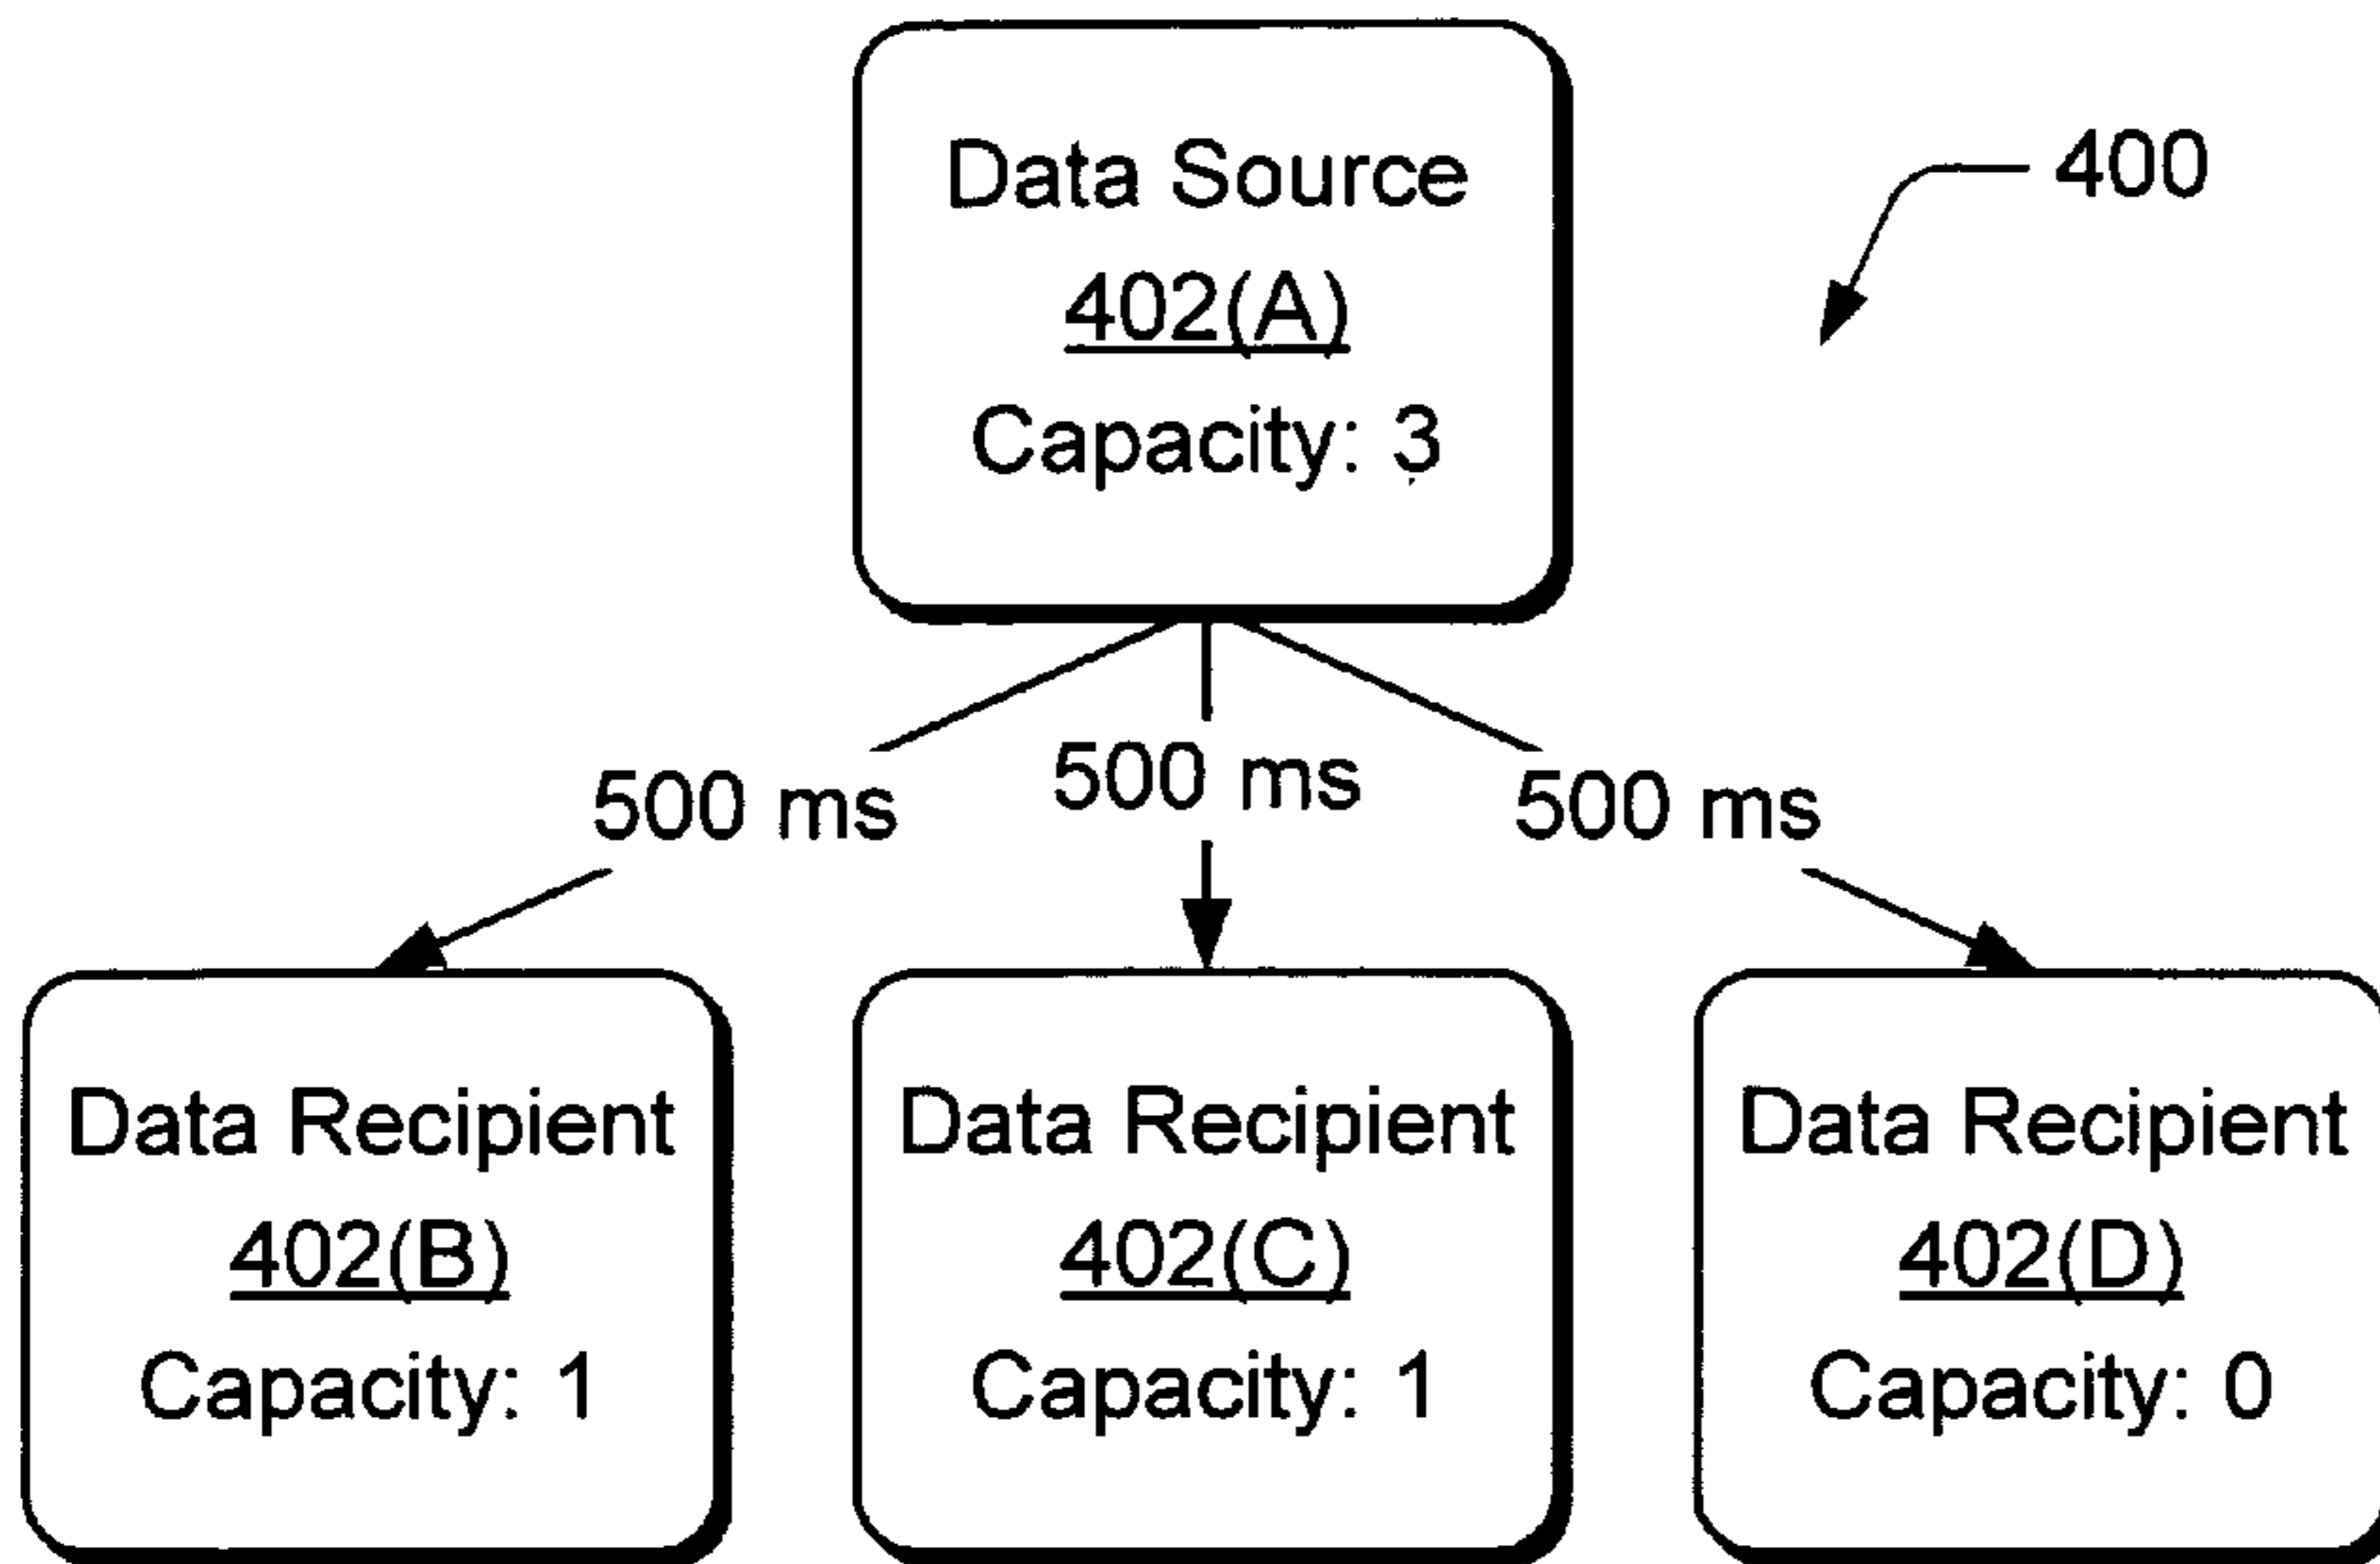 Data Source
402(A)
Capacity: 3
400
500 ms
500 ms
500 ms
Data Recipient
402(B)
Capacity: 1
Data Recipient
402(C)
Capacity: 1
Data Recipient
402(D)
Capacity: 0